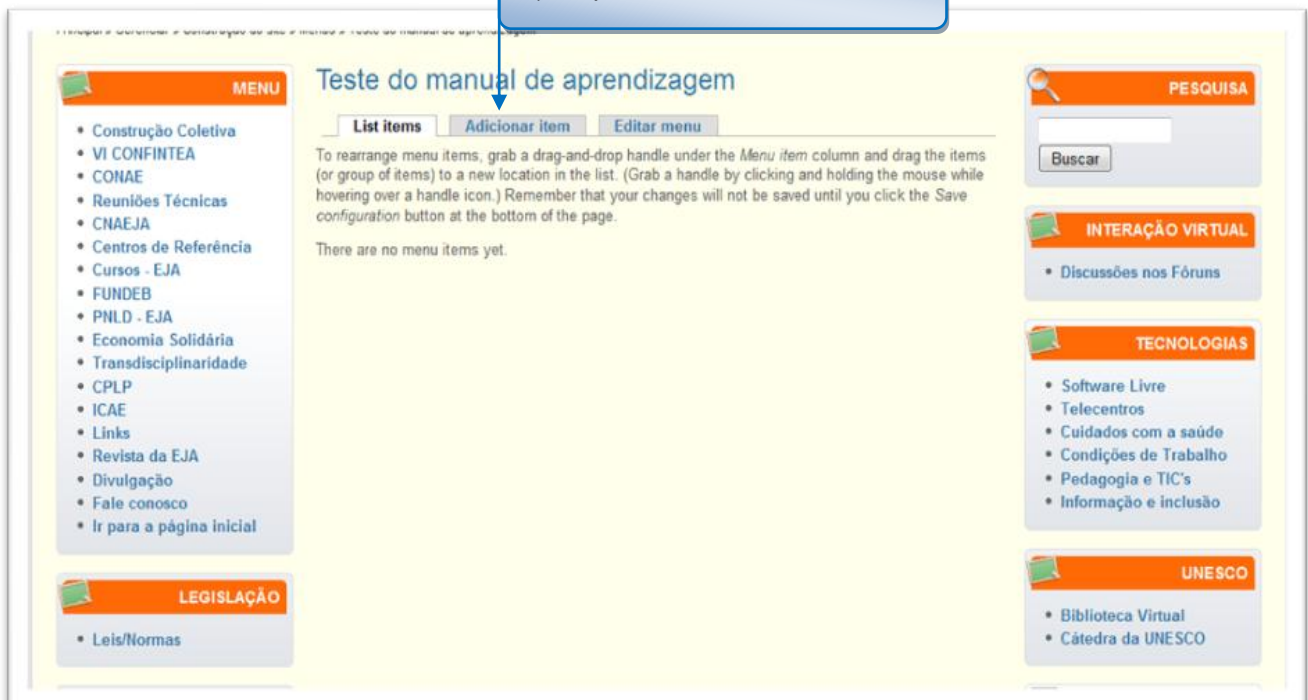 Teste do manual de aprendizagem
List items Adicionar item Editar menu
To rearrange menu items, grab a drag-and-drop handle under the Menu item column and drag the items
(or group of items) to a new location in the list. (Grab a handle by clicking and holding the mouse while
hovering over a handle icon.) Remember that your changes will not be saved until you click the Save
configuration button at the bottom of the page.
There are no menu items yet.
MENU
• Construção Coletiva
• VI CONFINTEA
• CONAE
• Reuniões Técnicas
• CNAEJA
• Centros de Referência
• Cursos - EJA
• FUNDEB
• PNLD - EJA
• Economia Solidária
• Transdisciplinaridade
• CPLP
• ICAE
• Links
• Revista da EJA
• Divulgação
• Fale conosco
• Ir para a página inicial
LEGISLAÇÃO
• Leis/Normas
PESQUISA
Buscar
INTERAÇÃO VIRTUAL
• Discussões nos Fóruns
TECNOLOGIAS
• Software Livre
• Telecentros
• Cuidados com a saúde
• Condições de Trabalho
• Pedagogia e TIC's
• Informação e inclusão
UNESCO
• Biblioteca Virtual
• Cátedra da UNESCO